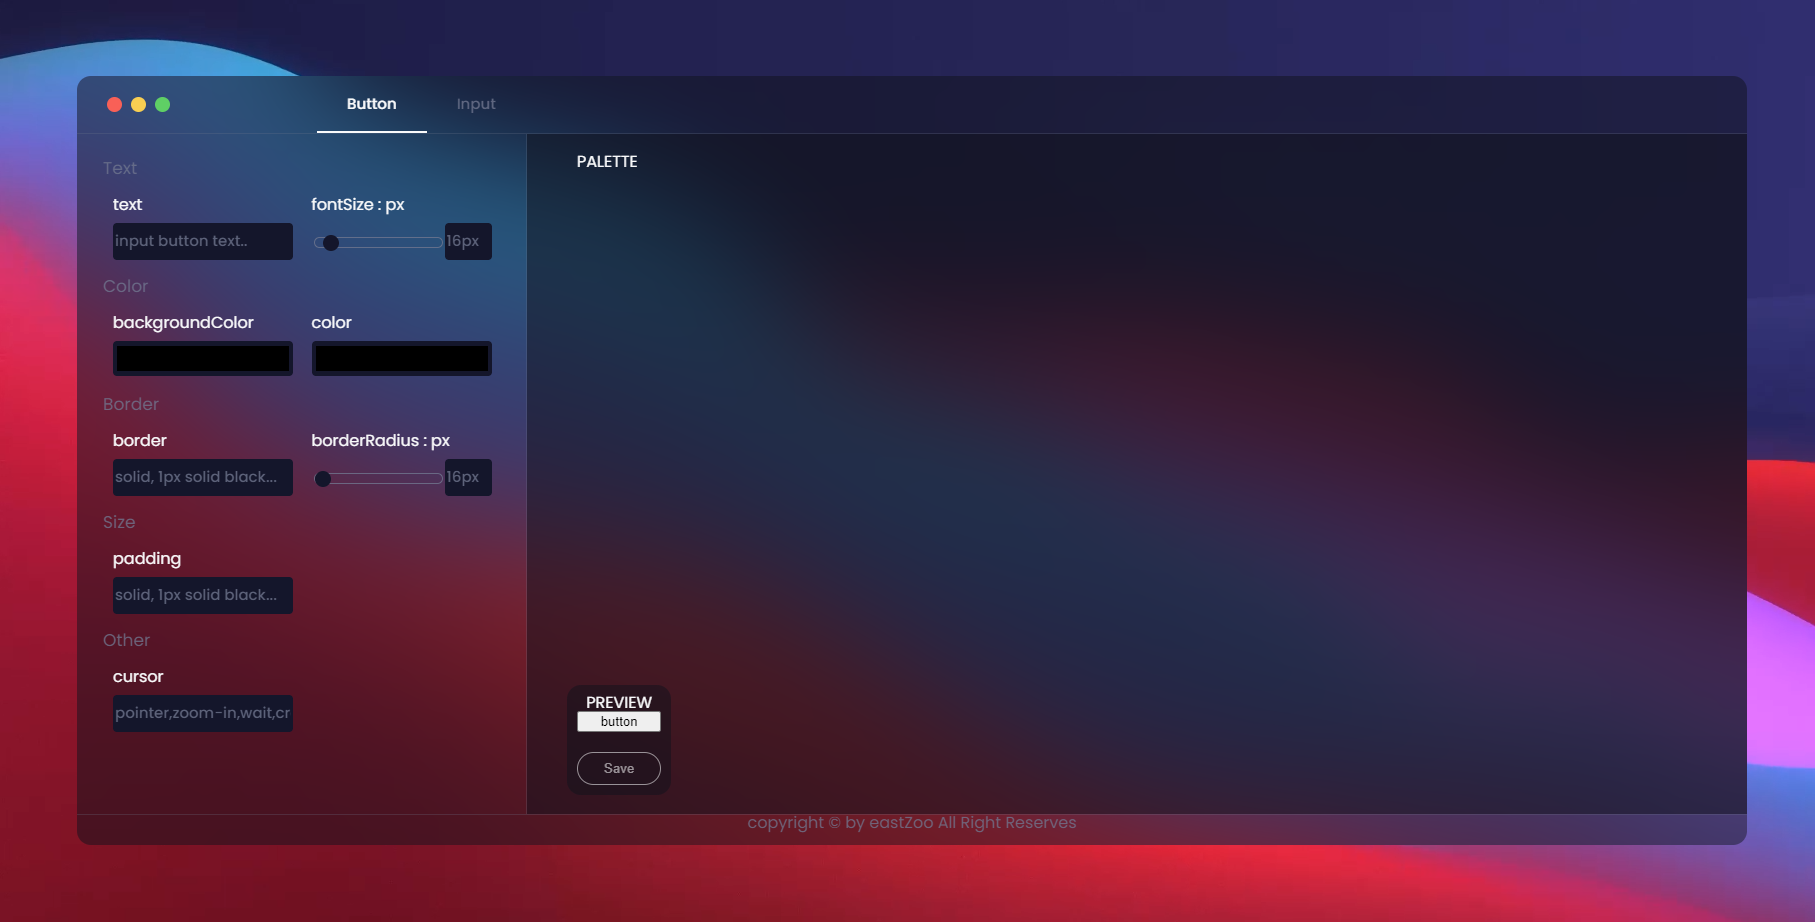 Button Input
Text
text fontSize : px
input button text.. 16px
Color
backgroundColor color
Border
border borderRadius : px
solid, 1px solid black... 16px
Size
padding
solid, 1px solid black...
Other
cursor
pointer,zoom-in,wait,cr
PALETTE
PREVIEW
button
Save
copyright © by eastZoo All Right Reserves